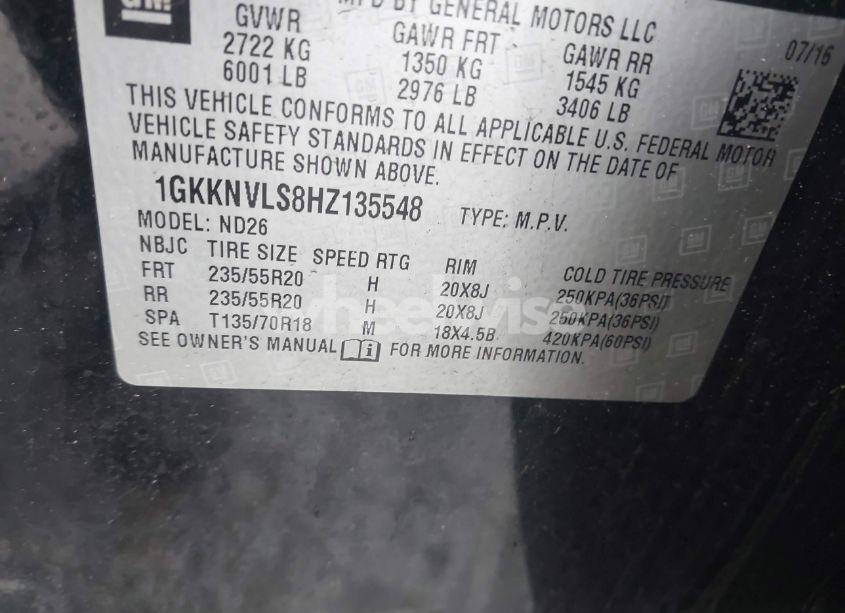 GM
MFD BY GENERAL MOTORS LLC
GVWR GAWR FRT GAWR RR 07/16
2722 KG 1350 KG 1545 KG
6001 LB 2976 LB 3406 LB
THIS VEHICLE CONFORMS TO ALL APPLICABLE U.S. FEDERAL MOTOR
VEHICLE SAFETY STANDARDS IN EFFECT ON THE DATE OF
MANUFACTURE SHOWN ABOVE.
1GKKNVLS8HZ135548 TYPE: M.P.V.
MODEL: ND26
NBJC TIRE SIZE SPEED RTG RIM COLD TIRE PRESSURE
FRT 235/55R20 H 20X8J 250KPA(36PSI)
RR 235/55R20 H 20X8J 250KPA(36PSI)
SPA T135/70R18 M 18X4.5B 420KPA(60PSI)
SEE OWNER'S MANUAL FOR MORE INFORMATION.
wheelwise